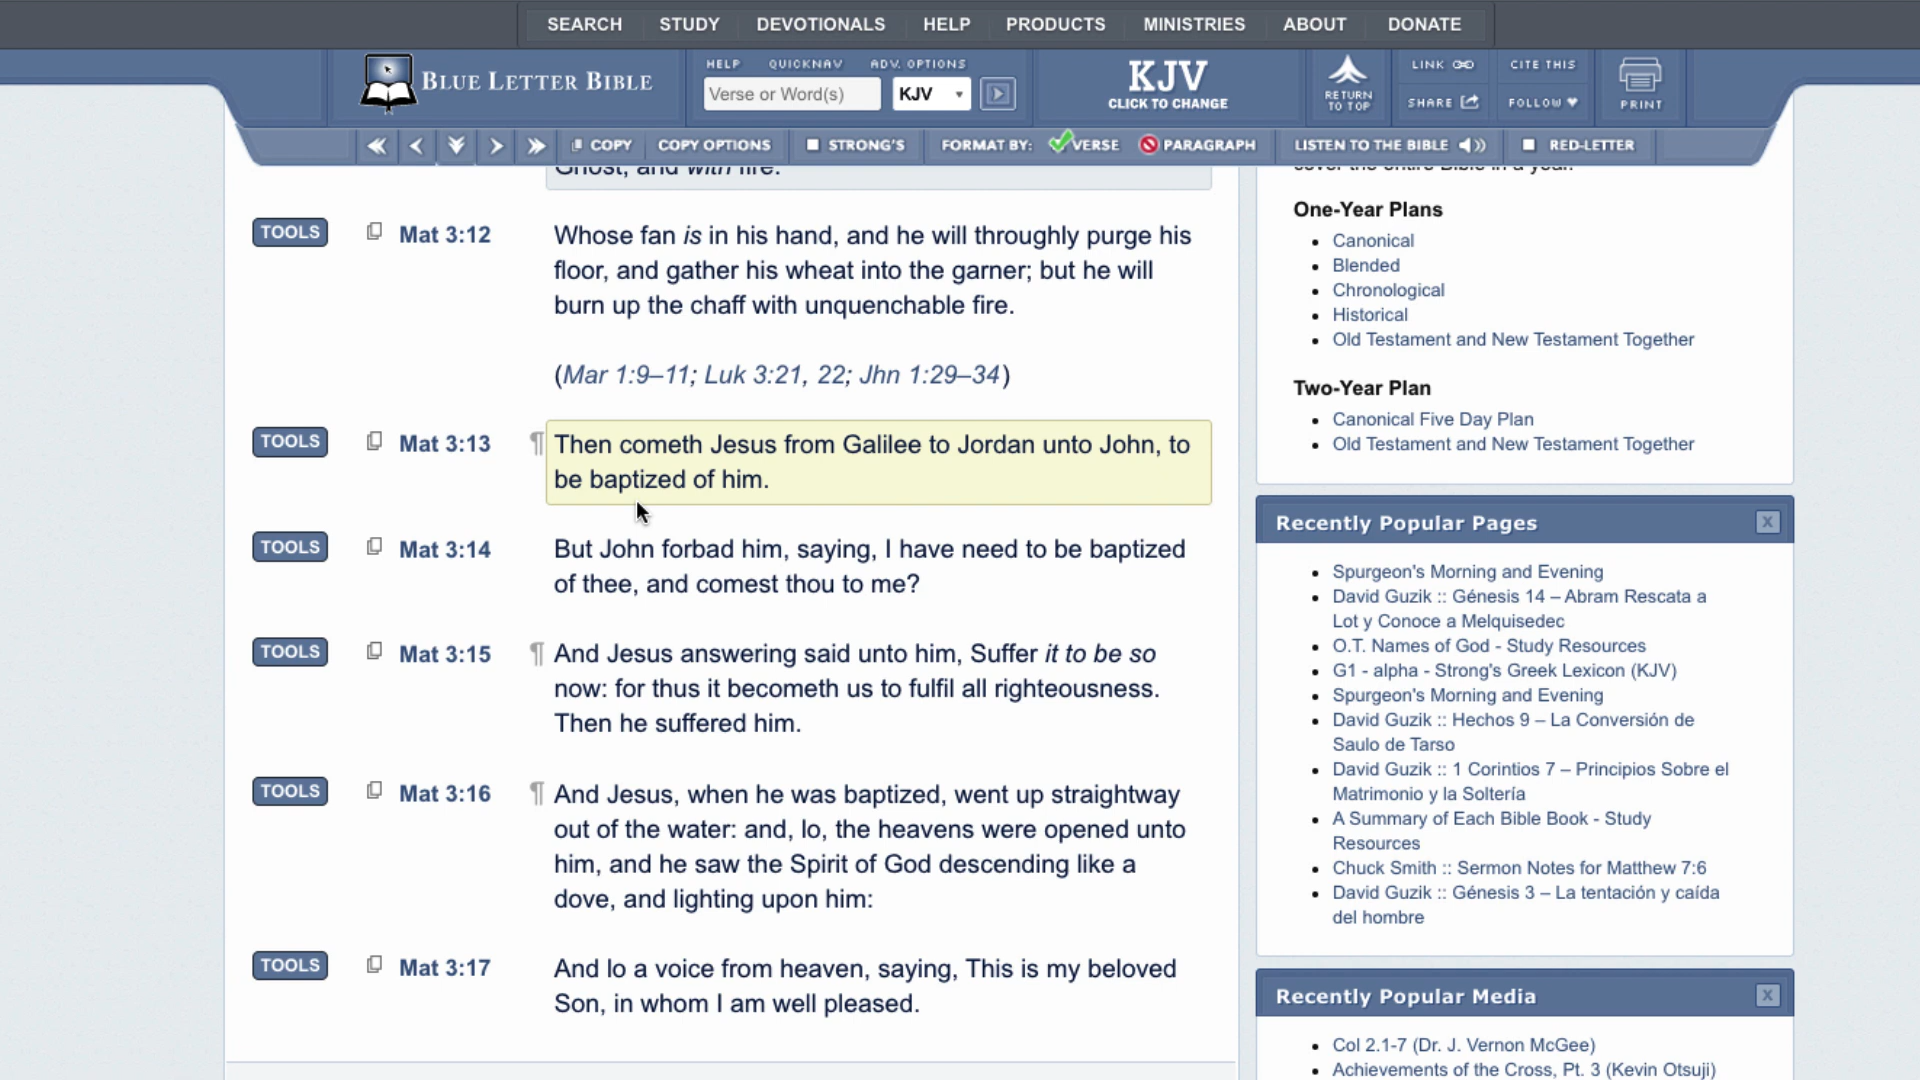 SEARCH STUDY DEVOTIONALS HELP PRODUCTS MINISTRIES ABOUT DONATE
BLUE LETTER BIBLE
HELP QUICKNAV ADV. OPTIONS
Verse or Word(s) KJV
KJV
CLICK TO CHANGE
RETURN
TO TOP
LINK CITE THIS
SHARE FOLLOW
PRINT
COPY COPY OPTIONS STRONG'S FORMAT BY: VERSE PARAGRAPH LISTEN TO THE BIBLE RED-LETTER
Ghost, and with fire.
TOOLS Mat 3:12 Whose fan is in his hand, and he will throughly purge his
floor, and gather his wheat into the garner; but he will
burn up the chaff with unquenchable fire.
(Mar 1:9–11; Luk 3:21, 22; Jhn 1:29–34)
TOOLS Mat 3:13 ¶ Then cometh Jesus from Galilee to Jordan unto John, to
be baptized of him.
TOOLS Mat 3:14 But John forbad him, saying, I have need to be baptized
of thee, and comest thou to me?
TOOLS Mat 3:15 ¶ And Jesus answering said unto him, Suffer it to be so
now: for thus it becometh us to fulfil all righteousness.
Then he suffered him.
TOOLS Mat 3:16 ¶ And Jesus, when he was baptized, went up straightway
out of the water: and, lo, the heavens were opened unto
him, and he saw the Spirit of God descending like a
dove, and lighting upon him:
TOOLS Mat 3:17 And lo a voice from heaven, saying, This is my beloved
Son, in whom I am well pleased.
cover the entire Bible in a year.
One-Year Plans
• Canonical
• Blended
• Chronological
• Historical
• Old Testament and New Testament Together
Two-Year Plan
• Canonical Five Day Plan
• Old Testament and New Testament Together
Recently Popular Pages X
• Spurgeon's Morning and Evening
• David Guzik :: Génesis 14 – Abram Rescata a
Lot y Conoce a Melquisedec
• O.T. Names of God - Study Resources
• G1 - alpha - Strong's Greek Lexicon (KJV)
• Spurgeon's Morning and Evening
• David Guzik :: Hechos 9 – La Conversión de
Saulo de Tarso
• David Guzik :: 1 Corintios 7 – Principios Sobre el
Matrimonio y la Soltería
• A Summary of Each Bible Book - Study
Resources
• Chuck Smith :: Sermon Notes for Matthew 7:6
• David Guzik :: Génesis 3 – La tentación y caída
del hombre
Recently Popular Media X
• Col 2.1-7 (Dr. J. Vernon McGee)
• Achievements of the Cross, Pt. 3 (Kevin Otsuji)